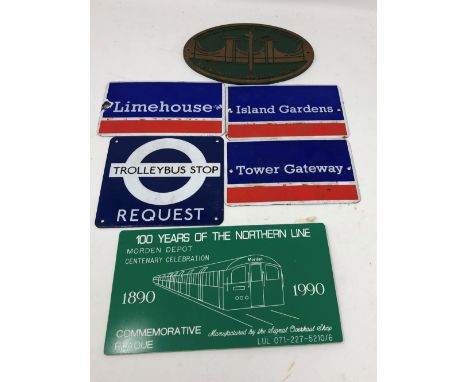 Limehouse
Island Gardens
TROLLEYBUS STOP
REQUEST
Tower Gateway
100 YEARS OF THE NORTHERN LINE
MORDEN DEPOT
CENTENARY CELEBRATION
Morden
1890
1990
COMMEMORATIVE
PLAQUE
Manufactured by the Signal Overhaul Shop
LUL 071-227-5210/6